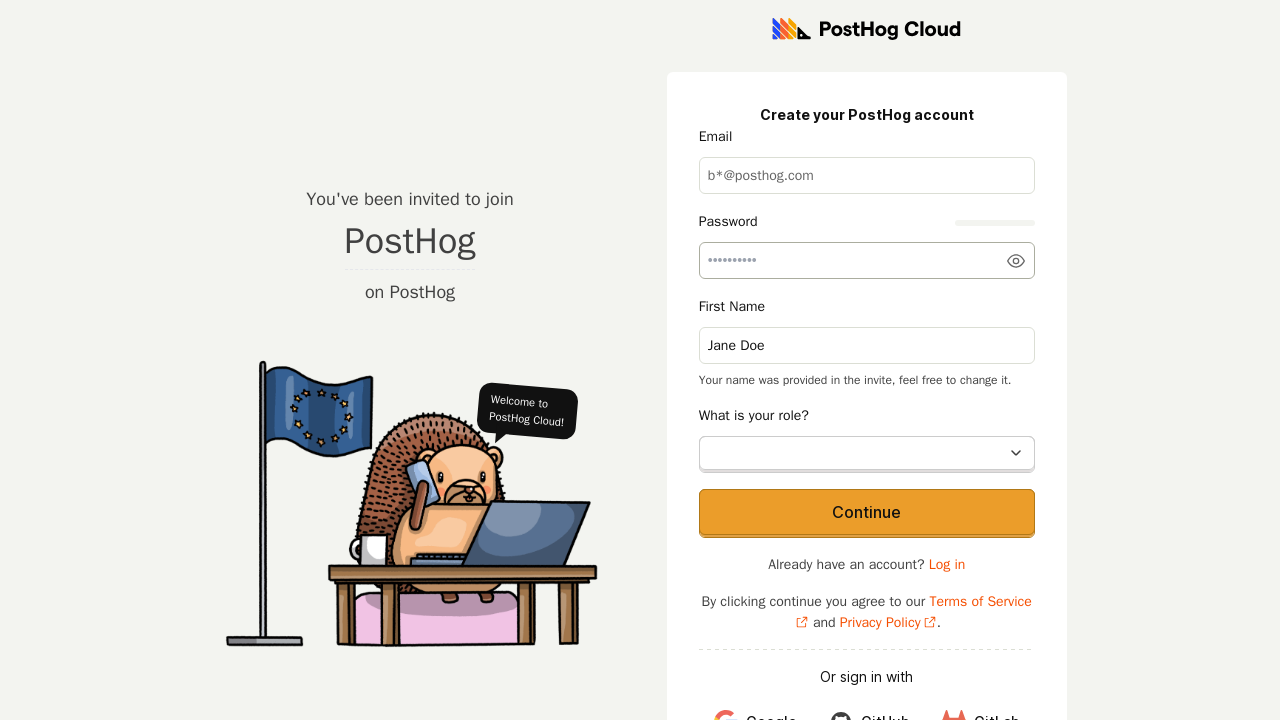 PostHog Cloud
You've been invited to join
PostHog
on PostHog
Welcome to
PostHog Cloud!
Create your PostHog account
Email
b*@posthog.com
Password
••••••••••
First Name
Jane Doe
Your name was provided in the invite, feel free to change it.
What is your role?
Continue
Already have an account? Log in
By clicking continue you agree to our Terms of Service
and Privacy Policy.
Or sign in with
Google GitHub GitLab